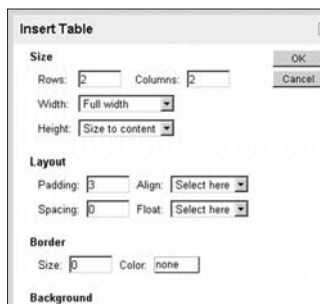 Insert Table
Size
OK
Rows: 2 Columns: 2
Cancel
Width: Full width
Height: Size to content
Layout
Padding: 3 Align: Select here
Spacing: 0 Float: Select here
Border
Size: 0 Color: none
Background